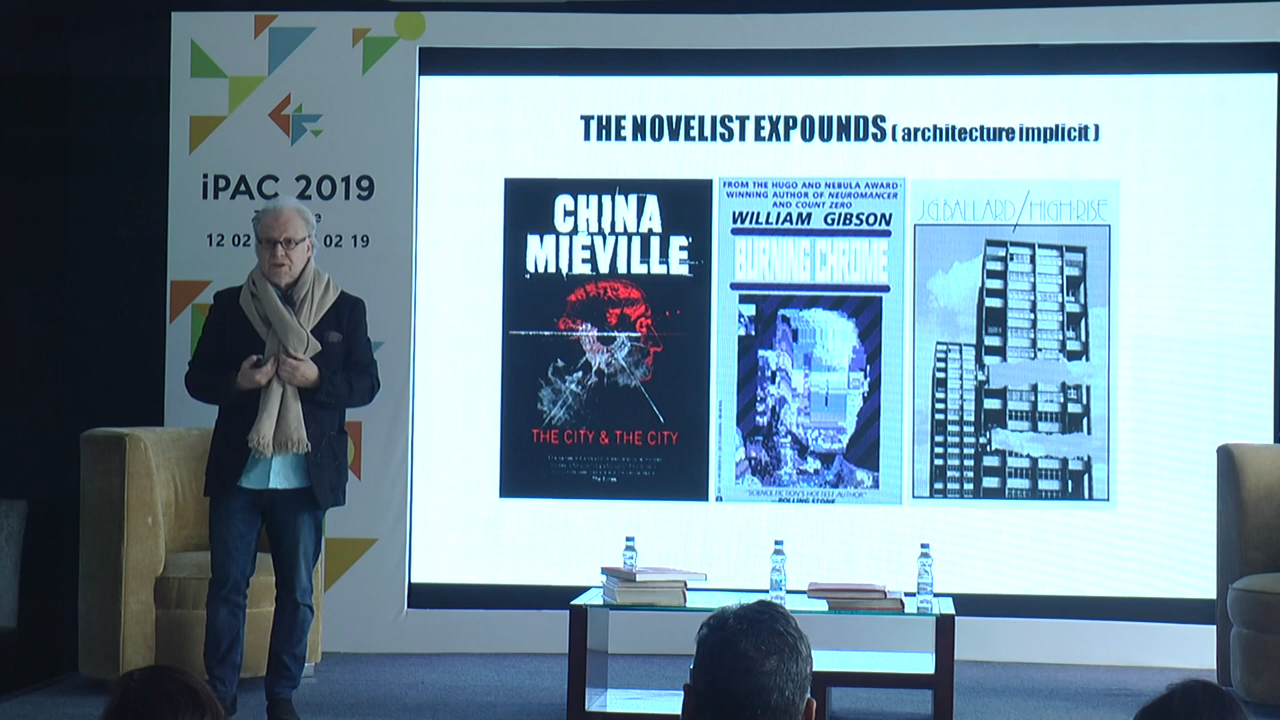 iPAC 2019
12 02
02 19
THE NOVELIST EXPOUNDS ( architecture implicit )
CHINA
MIÉVILLE
THE CITY & THE CITY
The Times
FROM THE HUGO AND NEBULA AWARD-
WINNING AUTHOR OF NEUROMANCER
AND COUNT ZERO
WILLIAM GIBSON
BURNING CHROME
"SCIENCE FICTION'S HOTTEST AUTHOR"
ROLLING STONE
J.G.BALLARD/HIGH-RISE